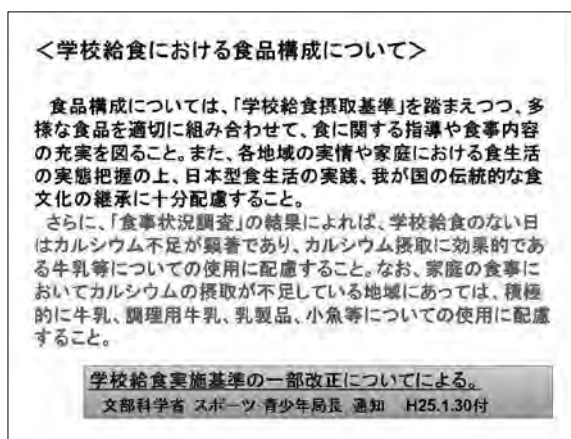 ＜学校給食における食品構成について＞
食品構成については、「学校給食摂取基準」を踏まえつつ、多
様な食品を適切に組み合わせて、食に関する指導や食事内容
の充実を図ること。また、各地域の実情や家庭における食生活
の実態把握の上、日本型食生活の実践、我が国の伝統的な食
文化の継承に十分配慮すること。
さらに、「食事状況調査」の結果によれば、学校給食のない日
はカルシウム不足が顕著であり、カルシウム摂取に効果的であ
る牛乳等についての使用に配慮すること。なお、家庭の食事に
おいてカルシウムの摂取が不足している地域にあっては、積極
的に牛乳、調理用牛乳、乳製品、小魚等についての使用に配慮
すること。
学校給食実施基準の一部改正についてによる。
文部科学省 スポーツ・青少年局長 通知 H25.1.30付